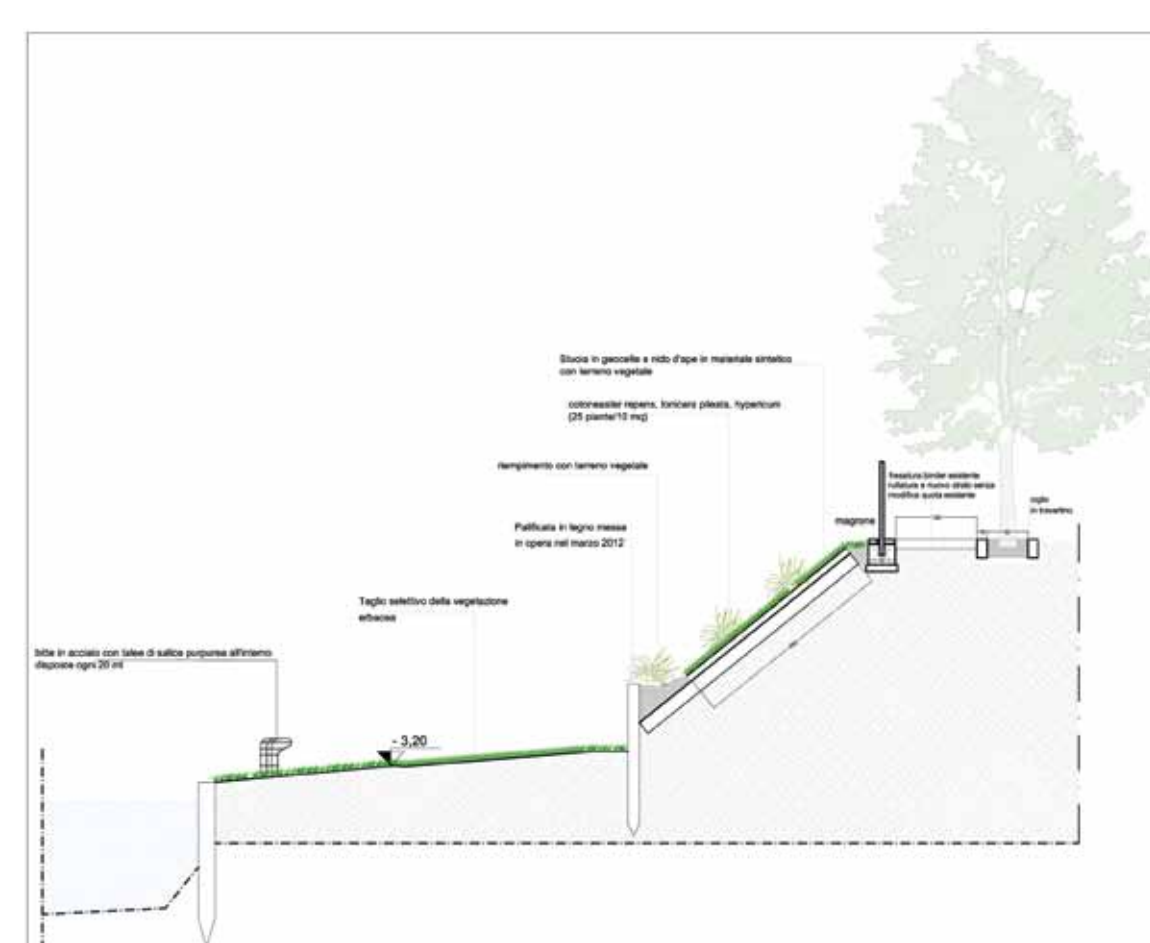 Stuoia in geocelle a nido d'ape in materiale sintetico
con terreno vegetale
cotoneaster repens, lonicera pileata, hypericum
(25 piante/10 mq)
riempimento con terreno vegetale
fresatura binder esistente
rullatura e nuovo strato senza
modifica quota esistente
ciglio
in travertino
magrone
Palificata in legno messa
in opera nel marzo 2012
Taglio selettivo della vegetazione
erbacea
bitte in acciaio con talee di salice purpurea all'interno
disposte ogni 20 ml
- 3,20